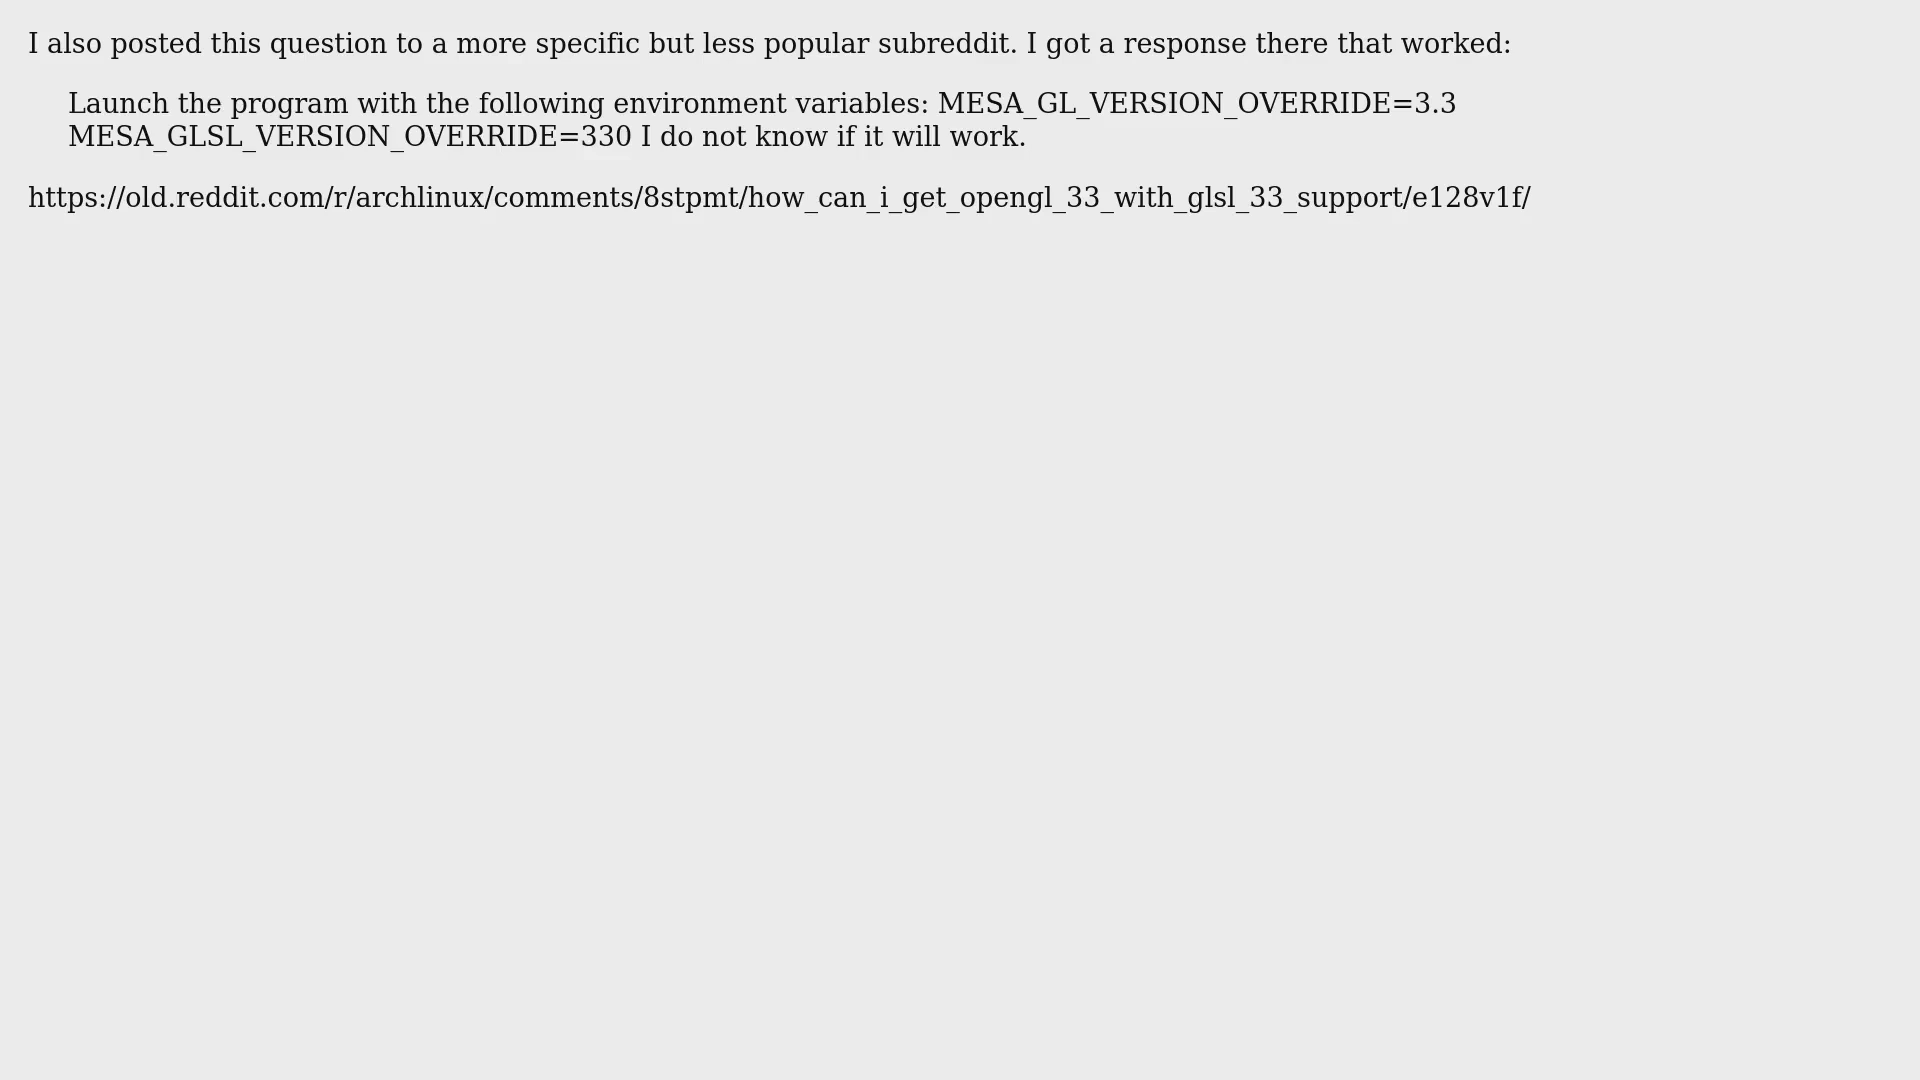 I also posted this question to a more specific but less popular subreddit. I got a response there that worked:
Launch the program with the following environment variables: MESA_GL_VERSION_OVERRIDE=3.3
MESA_GLSL_VERSION_OVERRIDE=330 I do not know if it will work.
https://old.reddit.com/r/archlinux/comments/8stpmt/how_can_i_get_opengl_33_with_glsl_33_support/e128v1f/